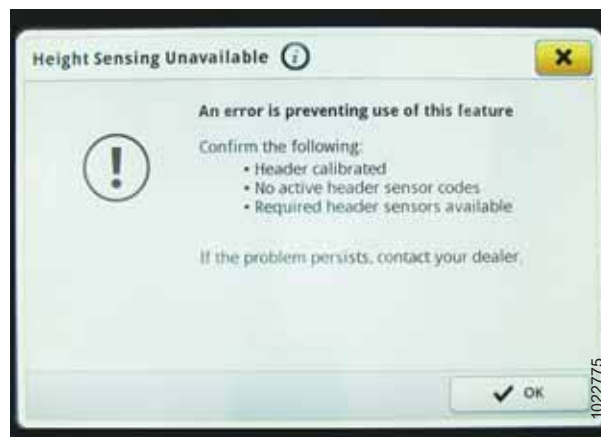 Height Sensing Unavailable i
An error is preventing use of this feature
Confirm the following:
• Header calibrated
• No active header sensor codes
• Required header sensors available
If the problem persists, contact your dealer.
OK
1022775